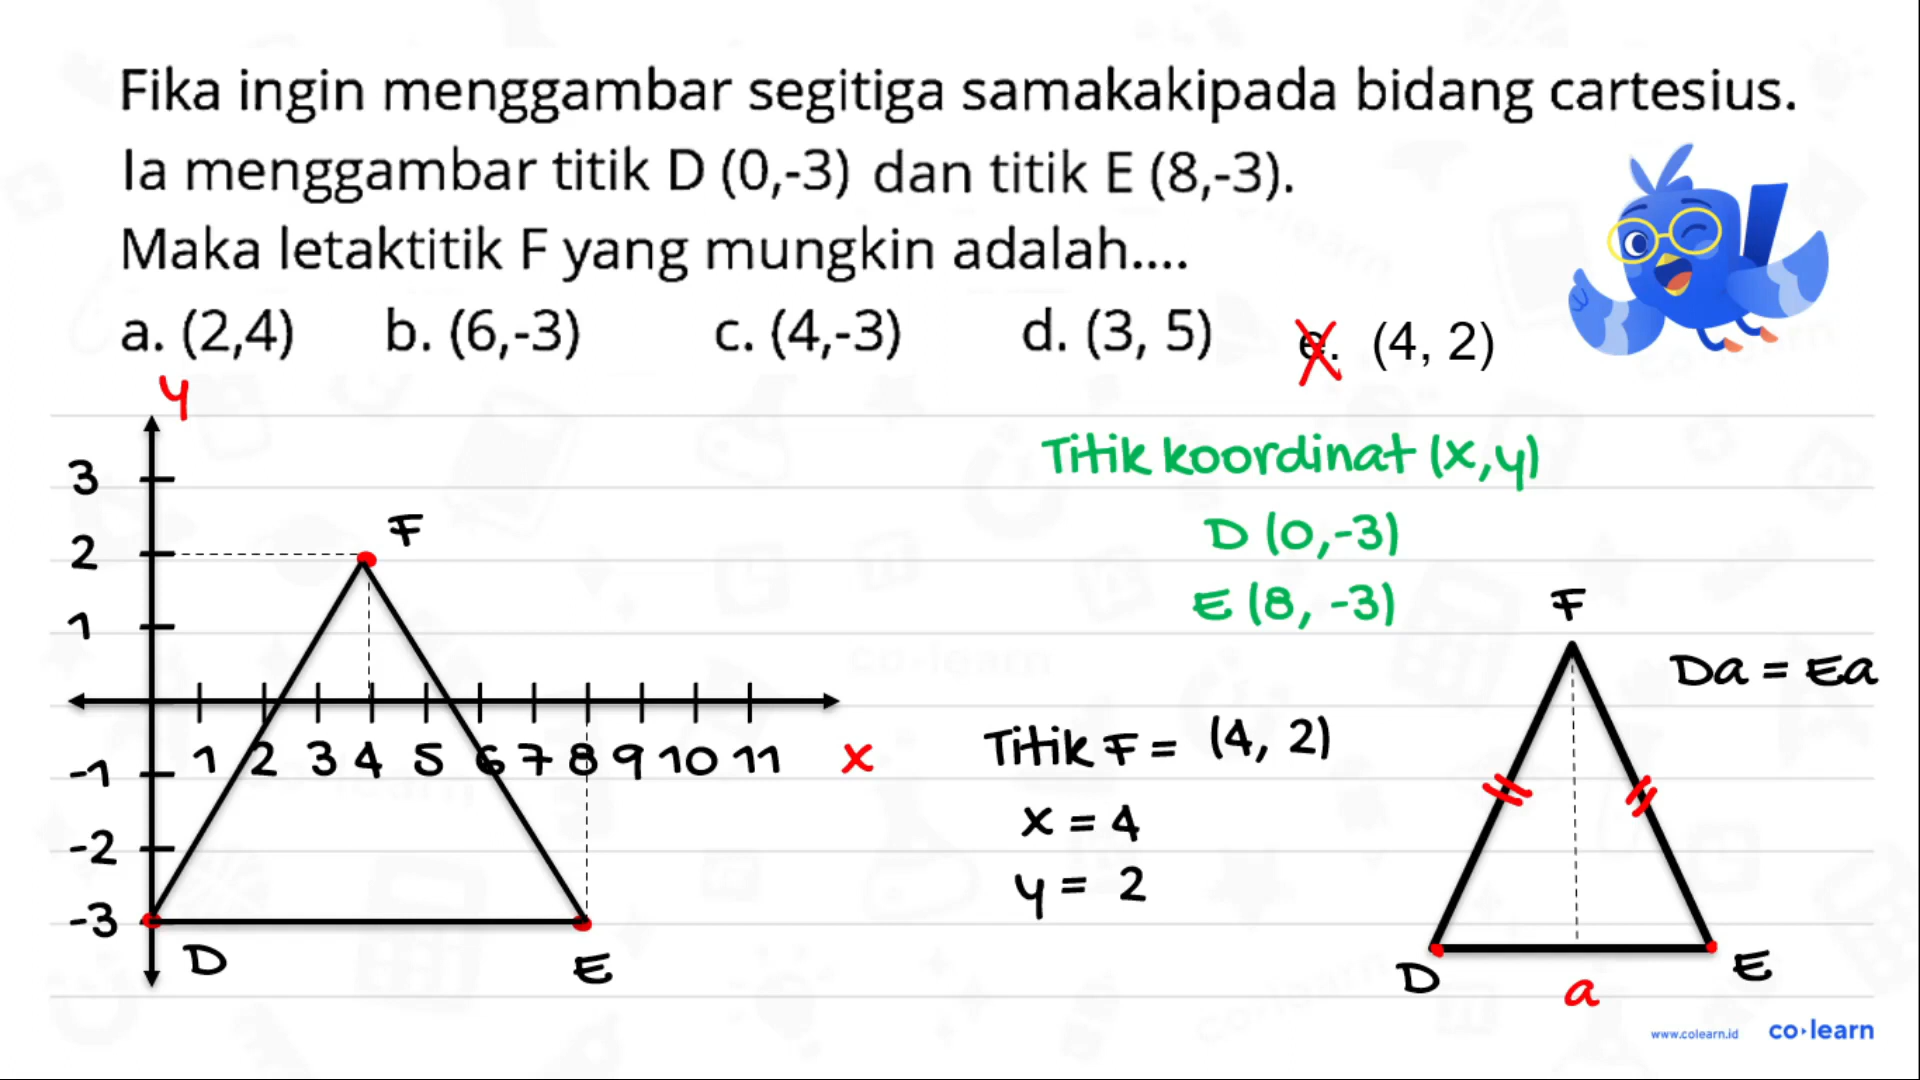 Fika ingin menggambar segitiga samakakipada bidang cartesius.
Ia menggambar titik D (0,-3) dan titik E (8,-3).
Maka letaktitik F yang mungkin adalah....
a. (2,4) b. (6,-3) c. (4,-3) d. (3, 5) e. (4, 2)
y
3
2
1
-1
-2
-3
F
1 2 3 4 5 6 7 8 9 10 11 x
D
E
Titik koordinat (x,y)
D (0,-3)
E (8, -3)
Titik F = (4, 2)
x = 4
y = 2
F
Da = Ea
D
a
E
www.colearn.id co·learn